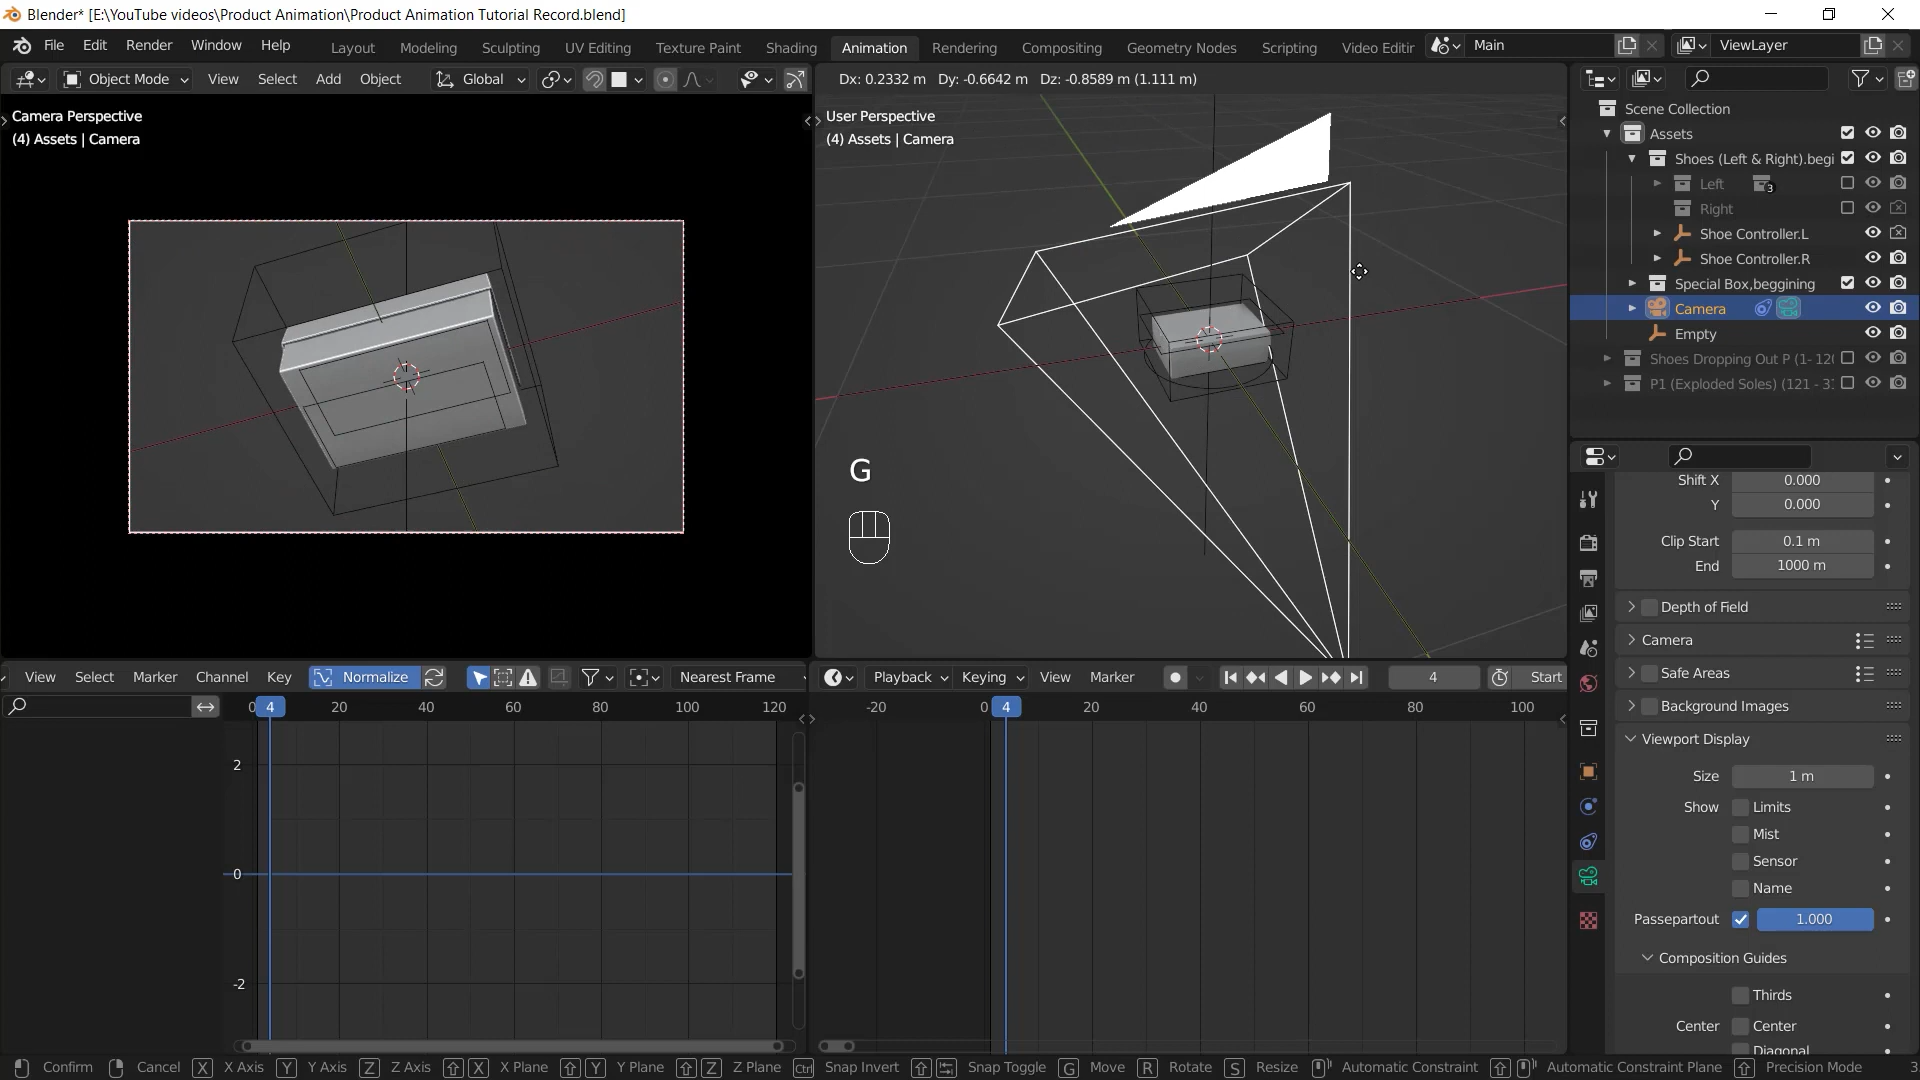 Blender* [E:\YouTube videos\Product Animation\Product Animation Tutorial Record.blend]
File Edit Render Window Help Layout Modeling Sculpting UV Editing Texture Paint Shading Animation Rendering Compositing Geometry Nodes Scripting Video Editir Main ViewLayer
Object Mode View Select Add Object Global Dx: 0.2332 m Dy: -0.6642 m Dz: -0.8589 m (1.111 m)
Camera Perspective
(4) Assets | Camera
User Perspective
(4) Assets | Camera
G
Scene Collection
Assets
Shoes (Left & Right).begi
Left 3
Right
Shoe Controller.L
Shoe Controller.R
Special Box,beggining
Camera
Empty
Shoes Dropping Out P (1- 12(
P1 (Exploded Soles) (121 - 3
Shift X 0.000
Y 0.000
Clip Start 0.1 m
End 1000 m
Depth of Field
Camera
Safe Areas
Background Images
Viewport Display
Size 1 m
Show Limits
Mist
Sensor
Name
Passepartout 1.000
Composition Guides
Thirds
Center Center
Diagonal
View Select Marker Channel Key Normalize Nearest Frame
0 4 20 40 60 80 100 120
2
0
-2
Playback Keying View Marker 4 Start
-20 0 4 20 40 60 80 100
Confirm Cancel X X Axis Y Y Axis Z Z Axis X X Plane Y Y Plane Z Z Plane Ctrl Snap Invert Snap Toggle G Move R Rotate S Resize Automatic Constraint Automatic Constraint Plane Precision Mode 3